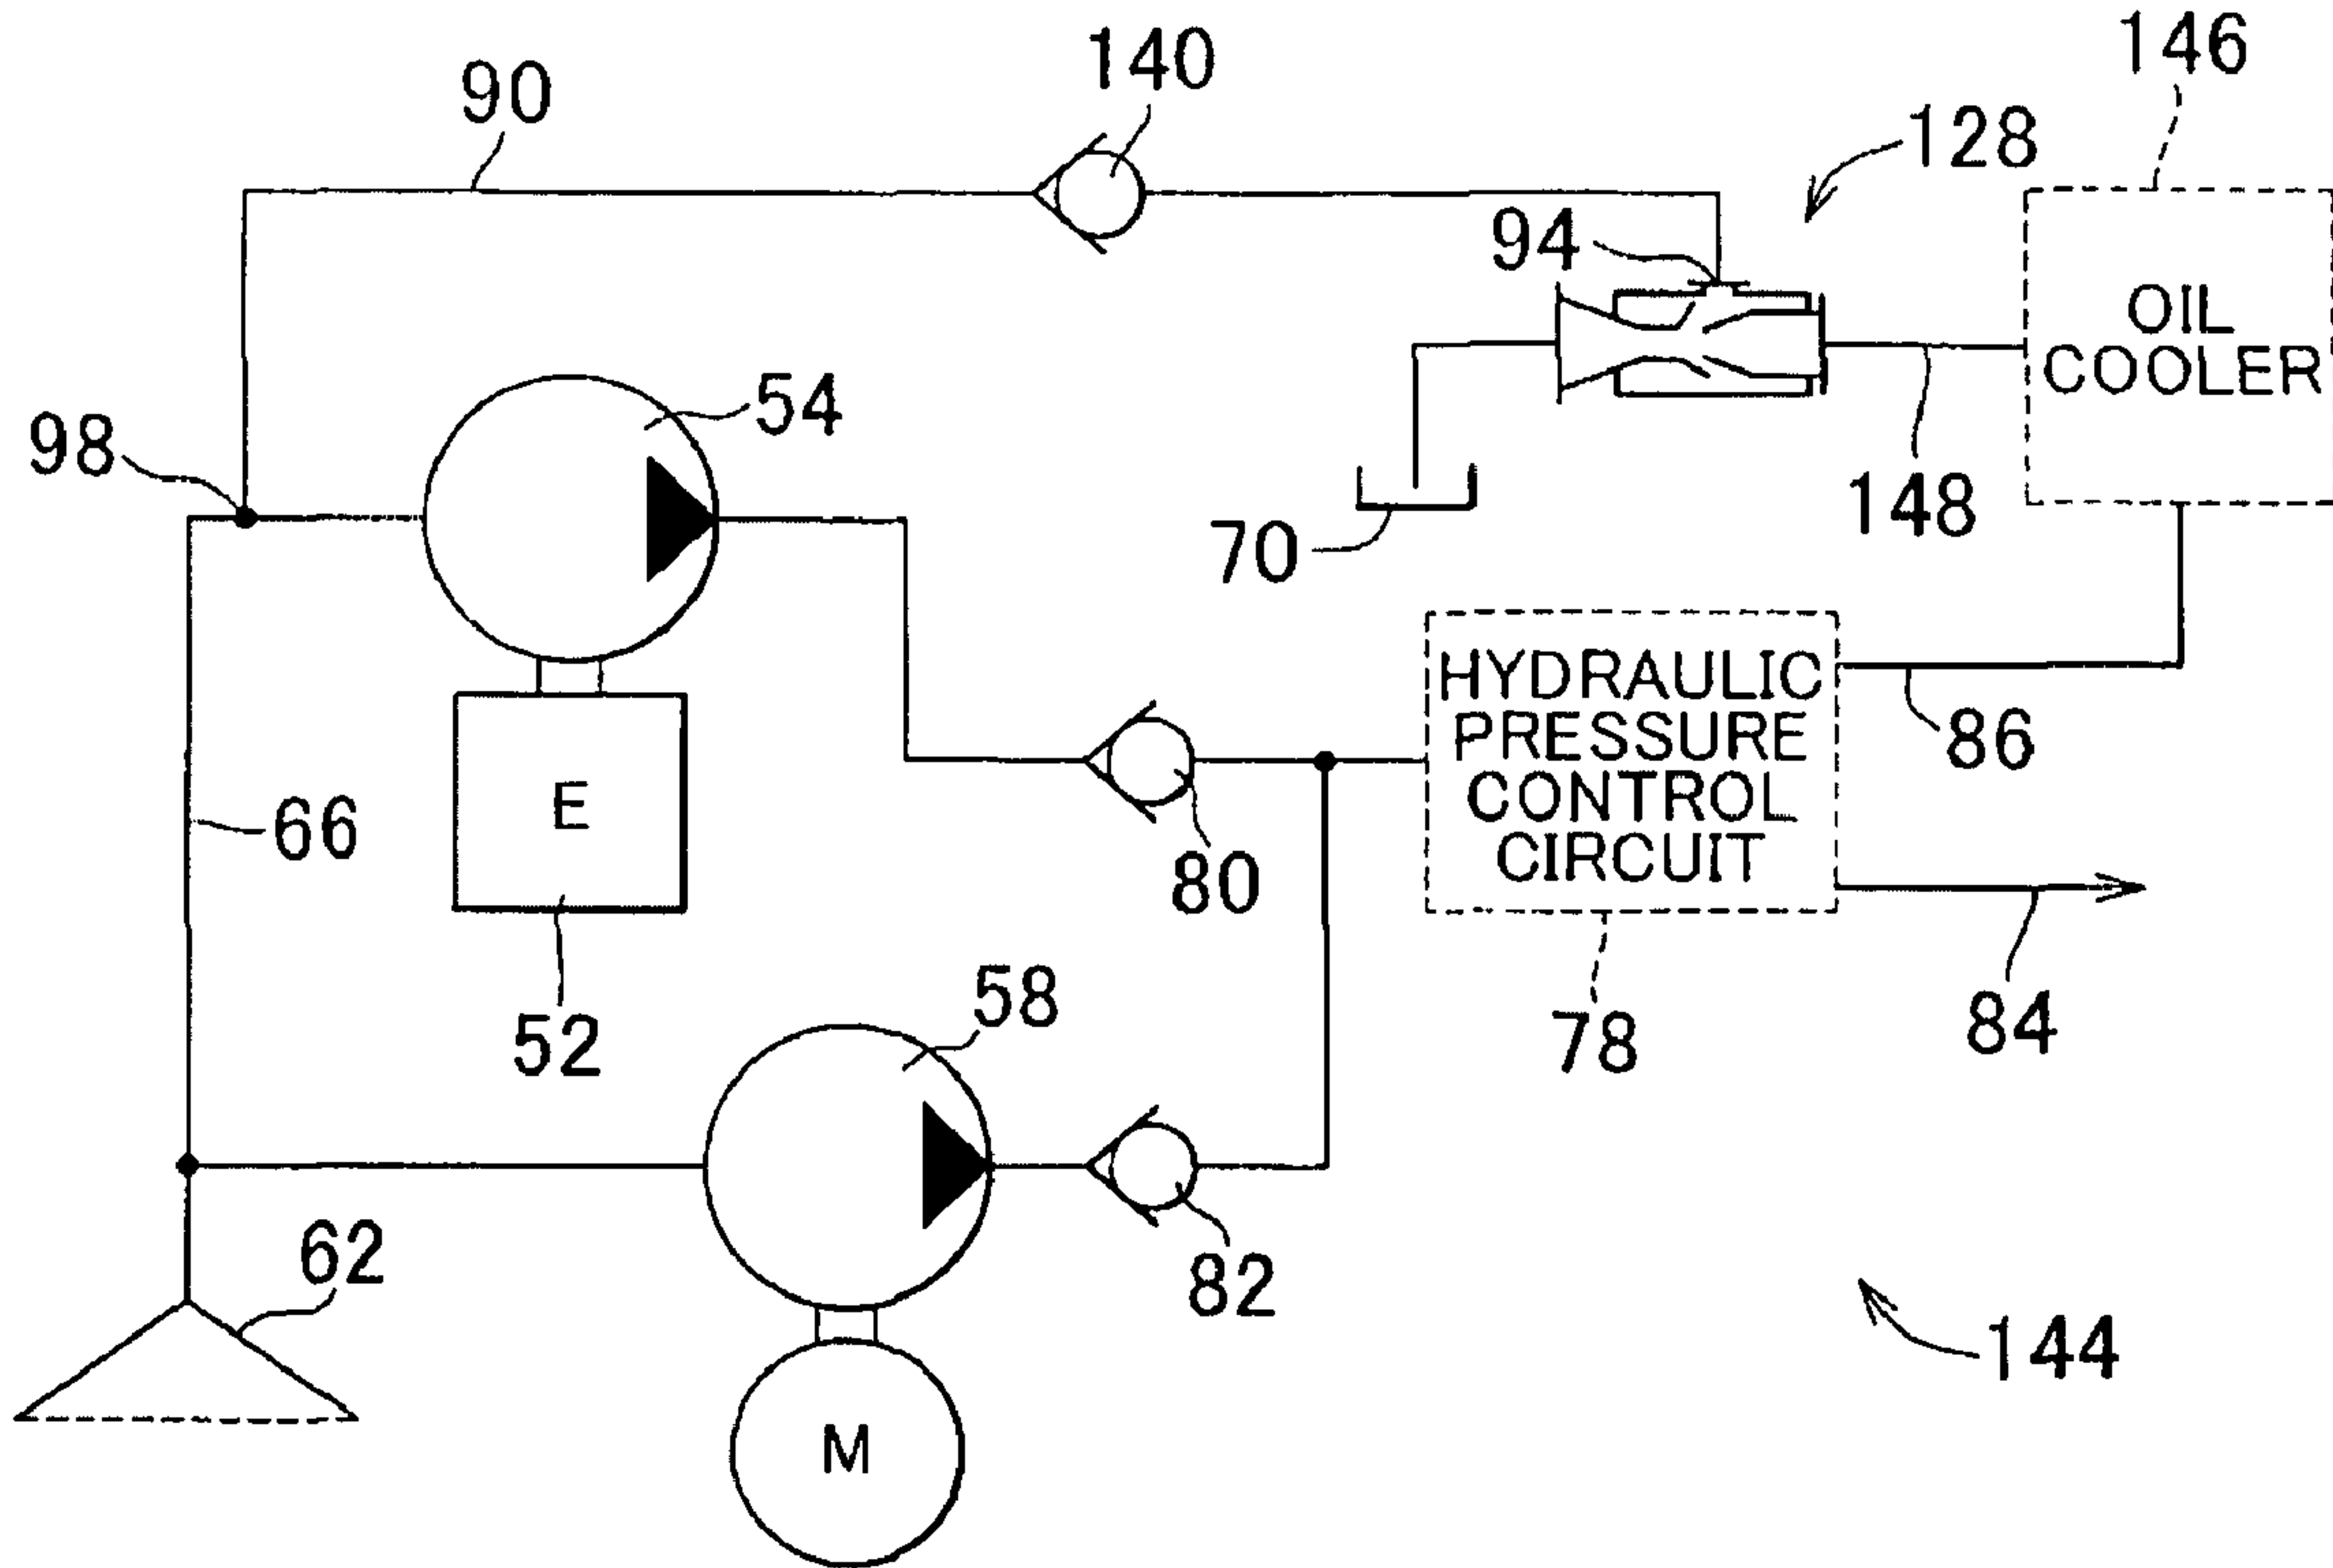 146
140
90
128
94
OIL
COOLER
54
98
148
70
HYDRAULIC
PRESSURE
CONTROL
CIRCUIT
86
E
66
80
58
84
52
78
62
82
144
M